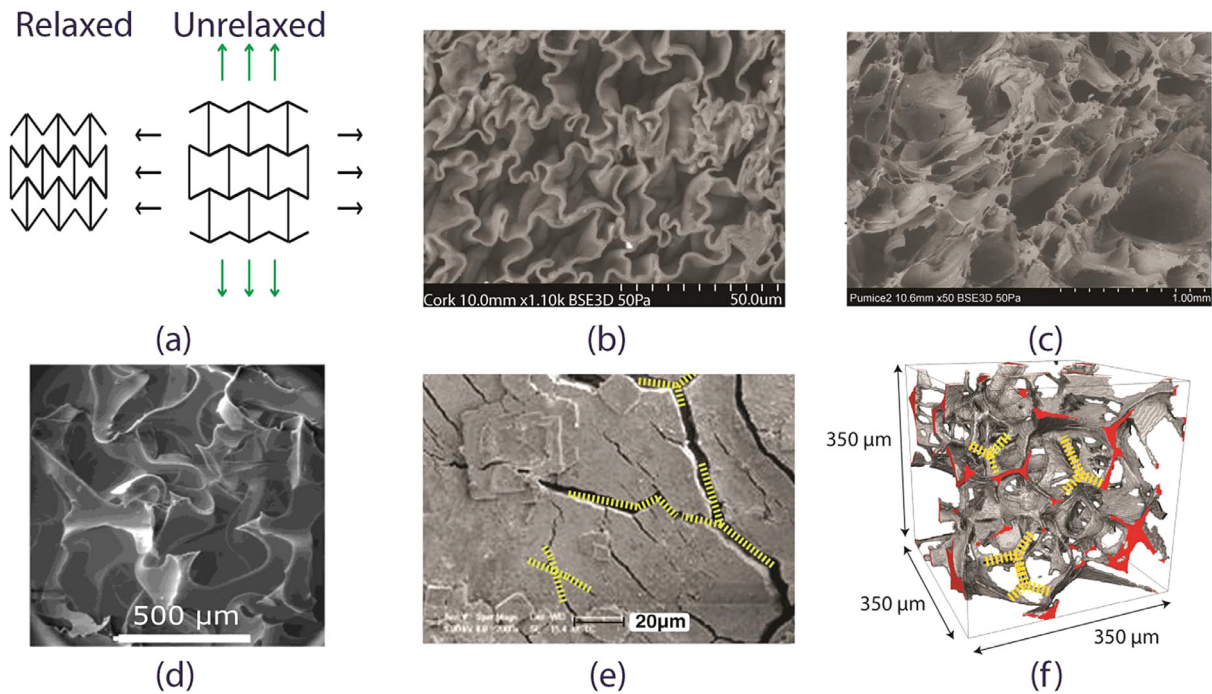 Relaxed
Unrelaxed
Cork 10.0mm x1.10k BSE3D 50Pa
50.0um
Pumice2 10.6mm x50 BSE3D 50Pa
1.00mm
(a)
(b)
(c)
500 µm
20µm
350 µm
350 µm
350 µm
(d)
(e)
(f)